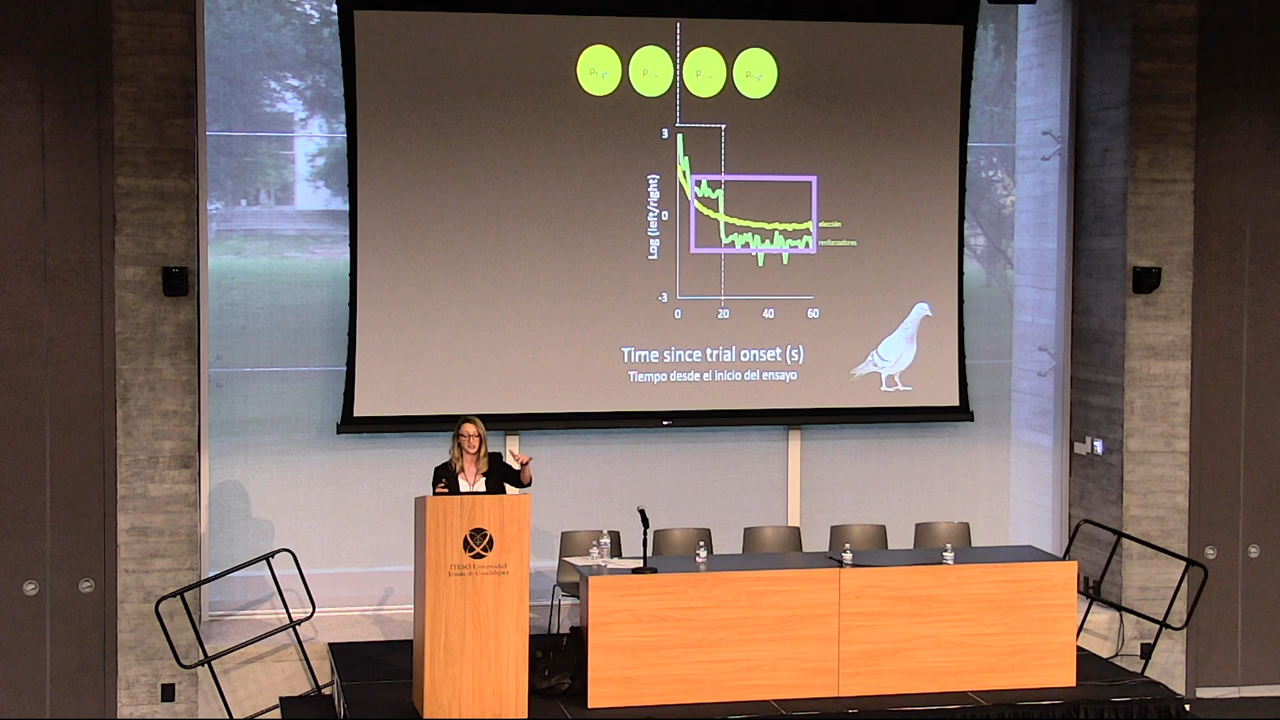 3
0
-3
Log (left/right)
elección
reforzadores
0 20 40 60
Time since trial onset (s)
Tiempo desde el inicio del ensayo
ITESO Universidad
Jesuita de Guadalajara